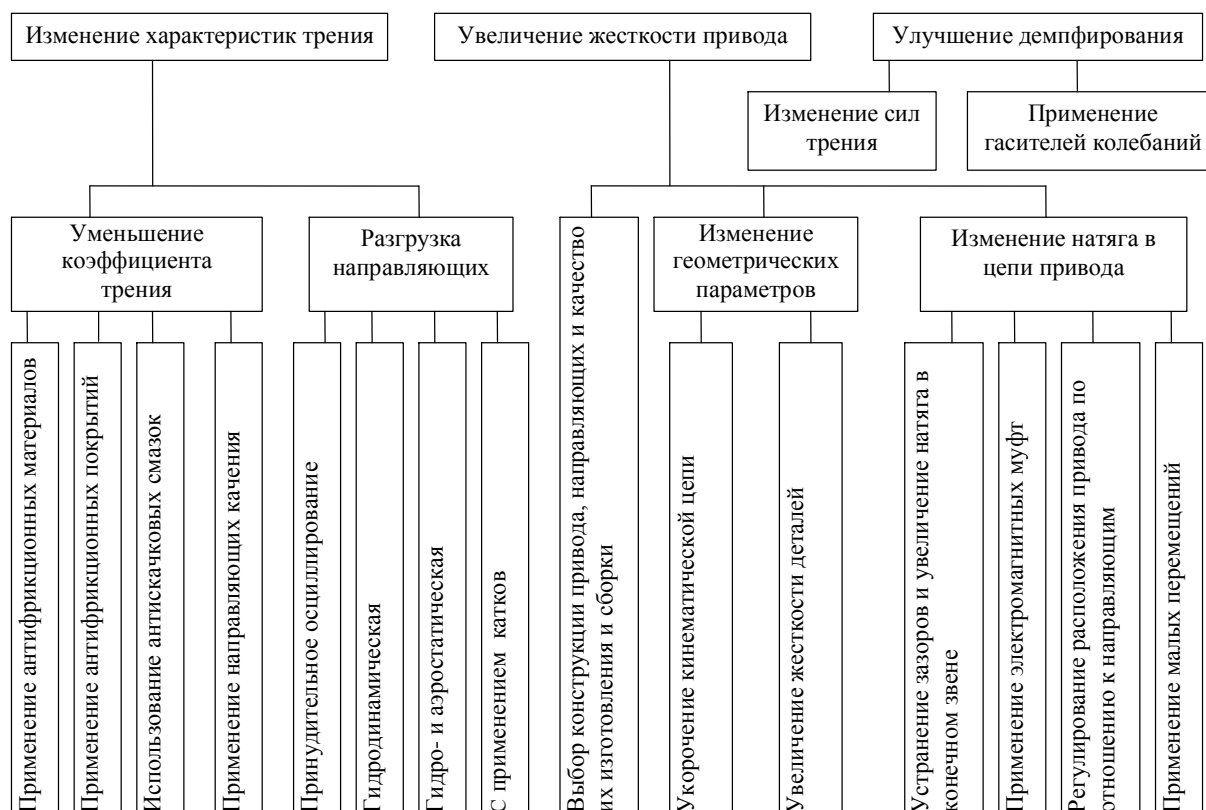 Изменение характеристик трения
Увеличение жесткости привода
Улучшение демпфирования
Изменение сил
трения
Применение
гасителей колебаний
Уменьшение
коэффициента
трения
Разгрузка
направляющих
Изменение
геометрических
параметров
Изменение натяга в
цепи привода
Применение антифрикционных материалов
Применение антифрикционных покрытий
Использование антискачковых смазок
Применение направляющих качения
Принудительное осциллирование
Гидродинамическая
Гидро- и аэростатическая
С применением катков
Выбор конструкции привода, направляющих и качество
их изготовления и сборки
Укорочение кинематической цепи
Увеличение жесткости деталей
Устранение зазоров и увеличение натяга в
конечном звене
Применение электромагнитных муфт
Регулирование расположения привода по
отношению к направляющим
Применение малых перемещений